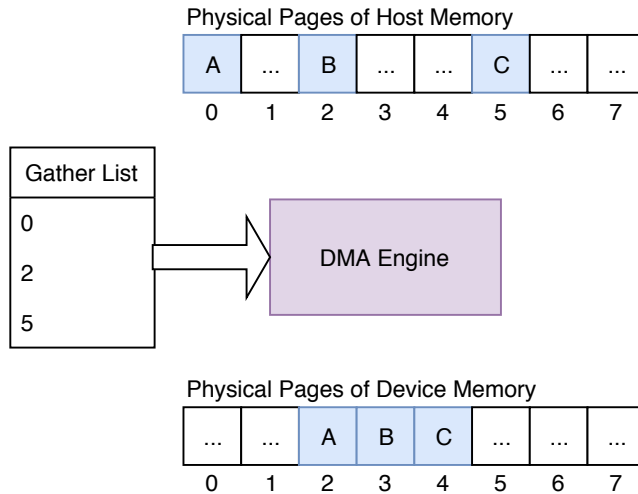 Physical Pages of Host Memory
A ... B ... ... C ... ...
0 1 2 3 4 5 6 7
Gather List
0
2
5
DMA Engine
Physical Pages of Device Memory
... ... A B C ... ... ...
0 1 2 3 4 5 6 7